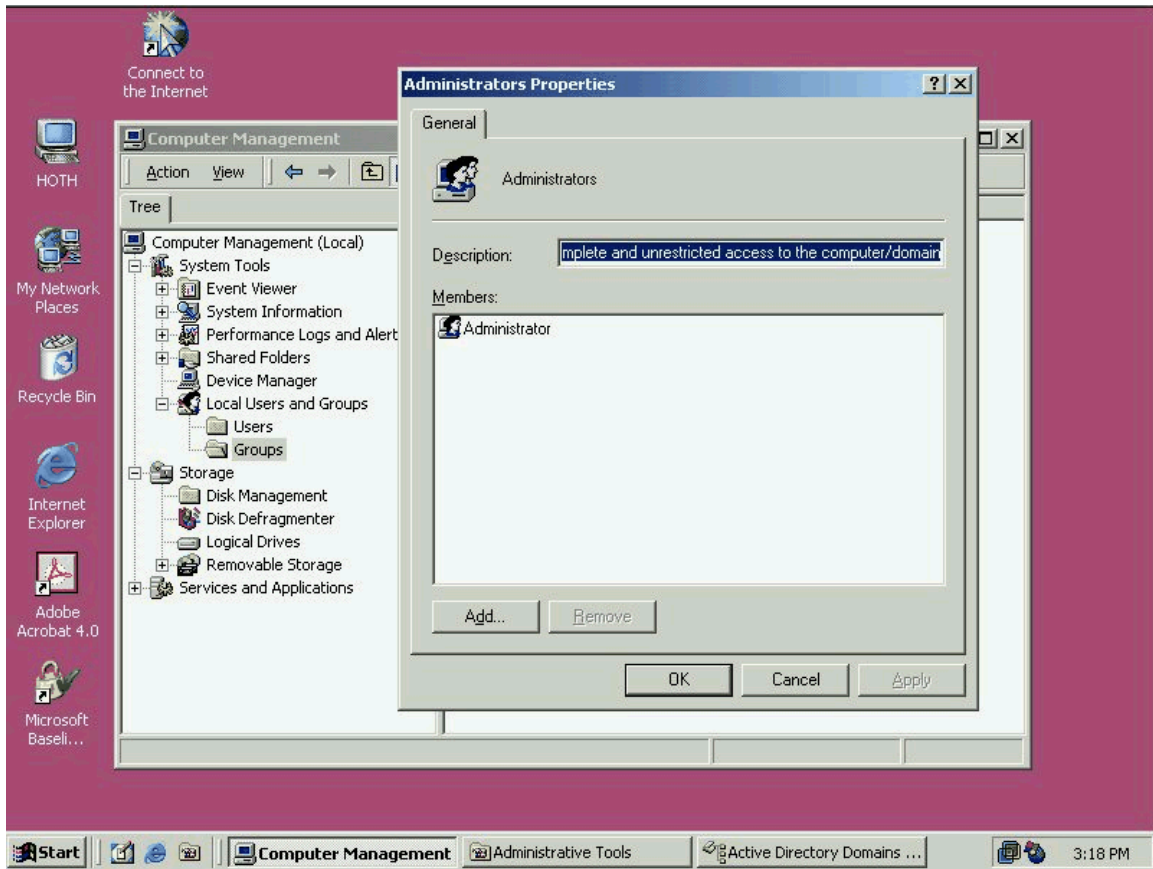 Connect to
the Internet
HOTH
My Network
Places
Recycle Bin
Internet
Explorer
Adobe
Acrobat 4.0
Microsoft
Baseli...
Computer Management
Action View
Tree
Computer Management (Local)
System Tools
Event Viewer
System Information
Performance Logs and Alert
Shared Folders
Device Manager
Local Users and Groups
Users
Groups
Storage
Disk Management
Disk Defragmenter
Logical Drives
Removable Storage
Services and Applications
Administrators Properties
General
Administrators
Description: mplete and unrestricted access to the computer/domain
Members:
Administrator
Add... Remove
OK Cancel Apply
Start Computer Management Administrative Tools Active Directory Domains ... 3:18 PM